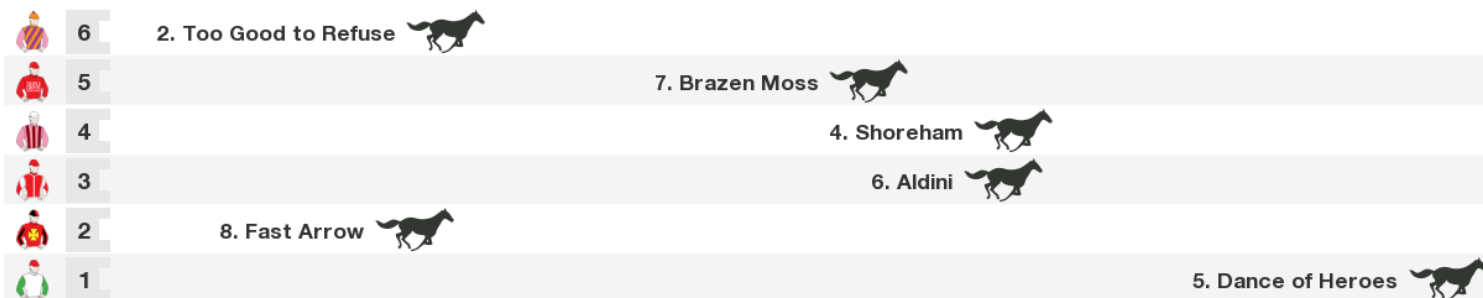 6 2. Too Good to Refuse
5 7. Brazen Moss
4 4. Shoreham
3 6. Aldini
2 8. Fast Arrow
1 5. Dance of Heroes